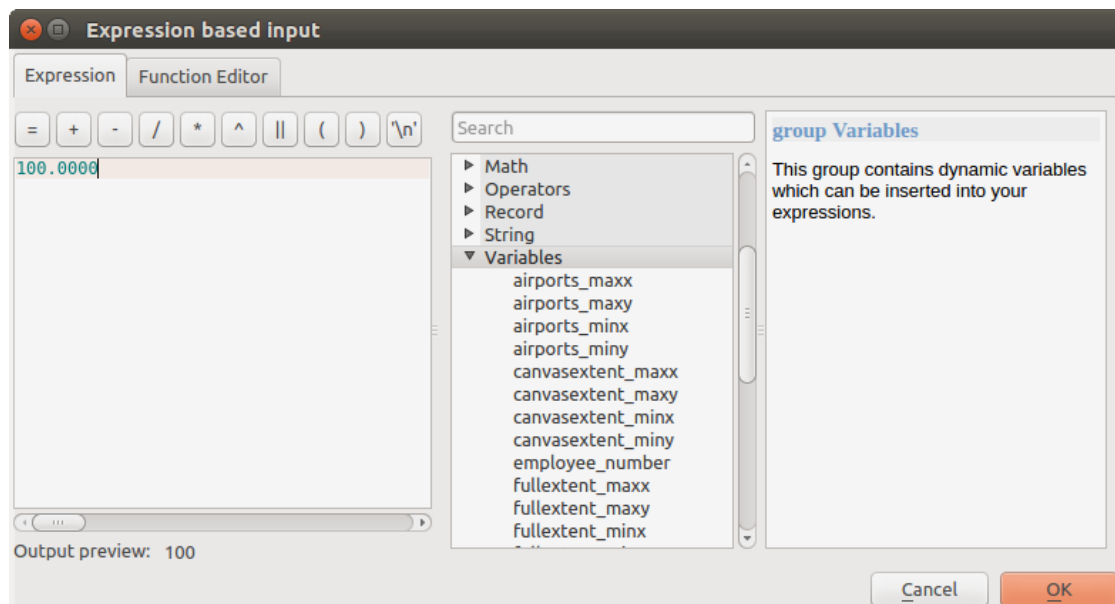 Expression based input
Expression Function Editor
= + - / * ^ || ( ) '\n'
100.0000
Output preview: 100
Search
Math
Operators
Record
String
Variables
airports_maxx
airports_maxy
airports_minx
airports_miny
canvasextent_maxx
canvasextent_maxy
canvasextent_minx
canvasextent_miny
employee_number
fullextent_maxx
fullextent_maxy
fullextent_minx
group Variables
This group contains dynamic variables
which can be inserted into your
expressions.
Cancel OK